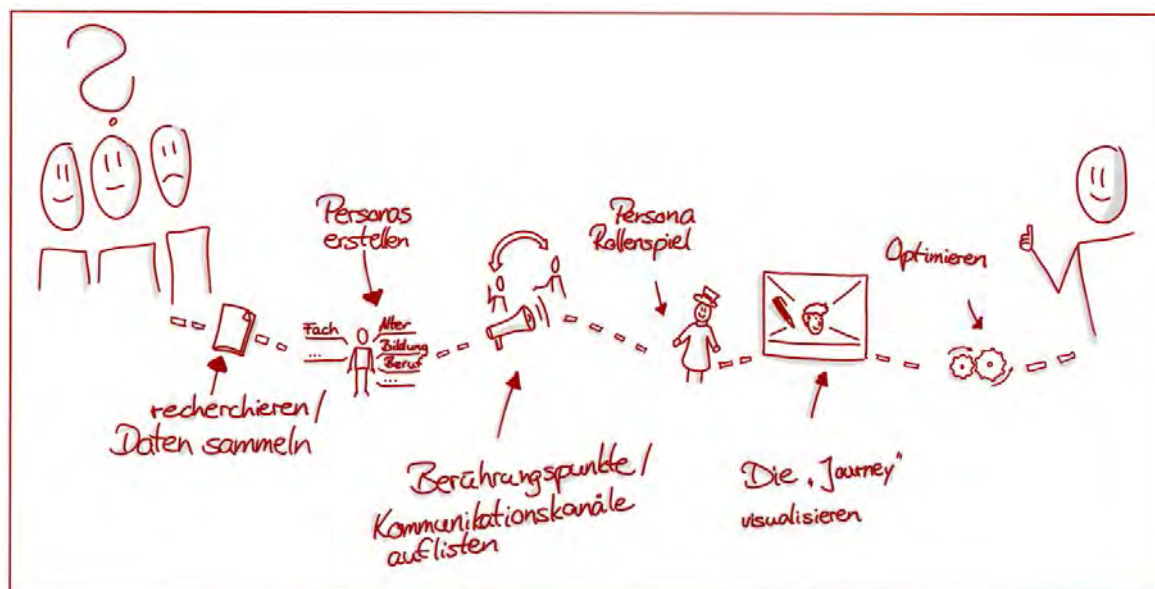 ?
recherchieren/
Daten sammeln
Personas
erstellen
Fach
...
Alter
Bildung
Beruf
...
Berührungspunkte/
Kommunikationskanäle
auflisten
Persona
Rollenspiel
Die „Journey"
visualisieren
Optimieren